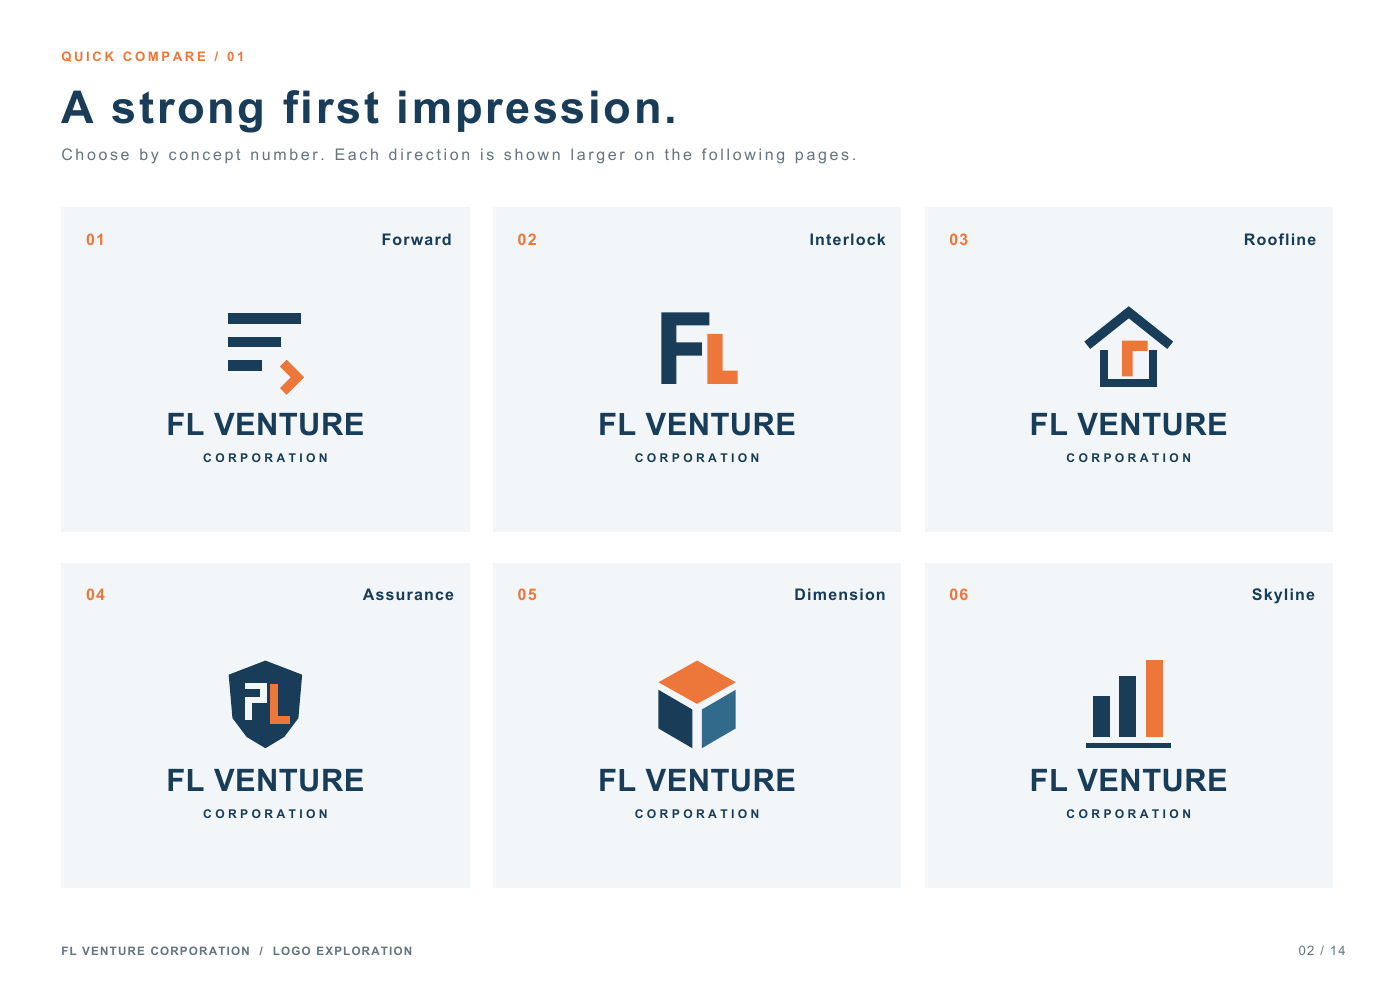 QUICK COMPARE / 01
A strong first impression.
Choose by concept number. Each direction is shown larger on the following pages.
01 Forward
FL VENTURE
CORPORATION
02 Interlock
FL
FL VENTURE
CORPORATION
03 Roofline
FL VENTURE
CORPORATION
04 Assurance
FL
FL VENTURE
CORPORATION
05 Dimension
FL VENTURE
CORPORATION
06 Skyline
FL VENTURE
CORPORATION
FL VENTURE CORPORATION / LOGO EXPLORATION
02 / 14